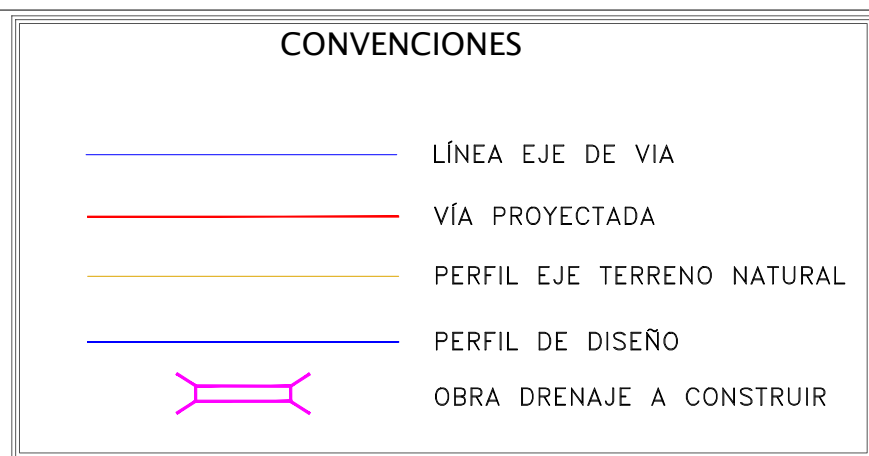 CONVENCIONES
LÍNEA EJE DE VIA
VÍA PROYECTADA
PERFIL EJE TERRENO NATURAL
PERFIL DE DISEÑO
OBRA DRENAJE A CONSTRUIR